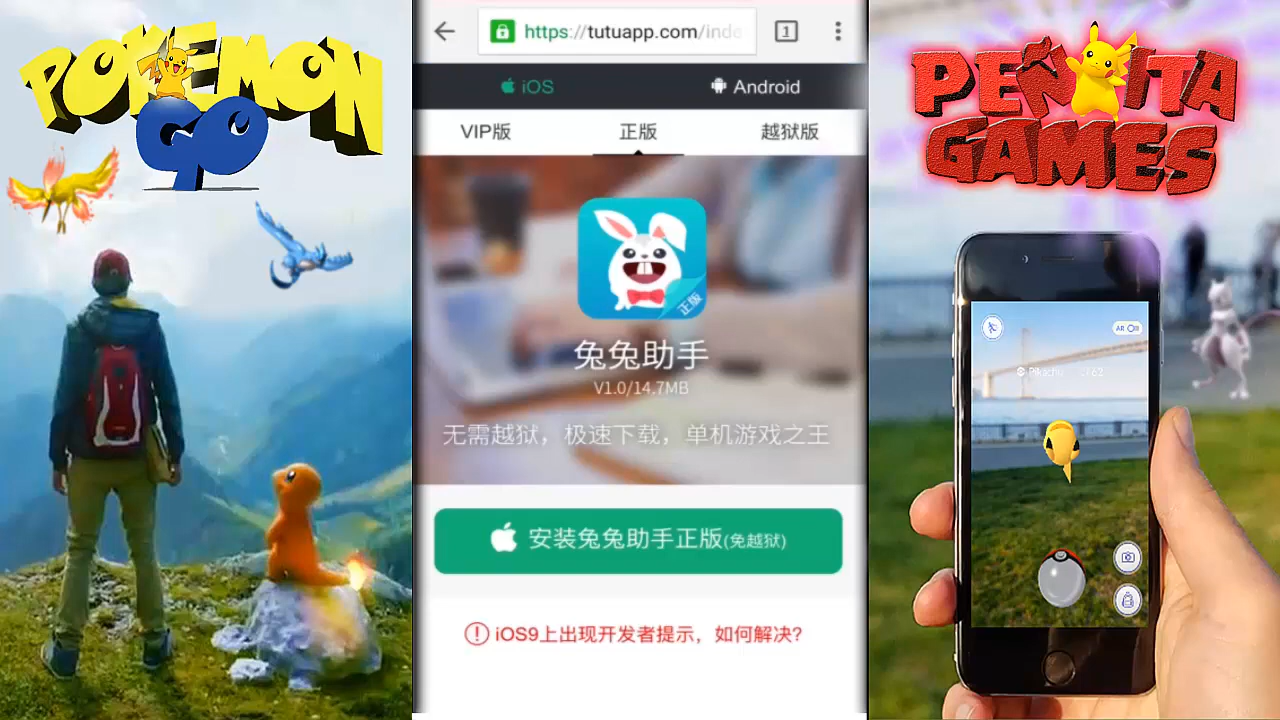 POKEMON
GO
https://tutuapp.com/inde
1
iOS
Android
VIP版
正版
越狱版
正版
兔兔助手
V1.0/14.7MB
无需越狱，极速下载，单机游戏之王
安装兔兔助手正版(免越狱)
iOS9上出现开发者提示，如何解决?
PEÑITA
GAMES
AR
Pikachu